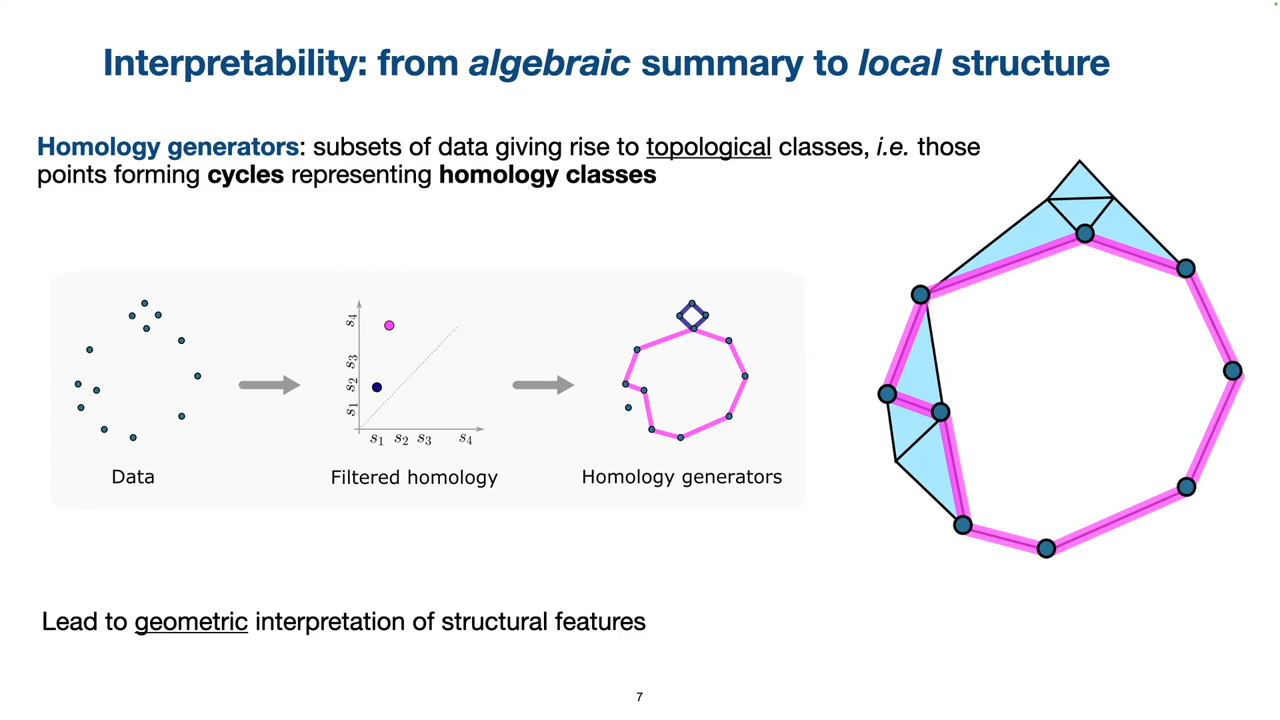 Interpretability: from algebraic summary to local structure
Homology generators: subsets of data giving rise to topological classes, i.e. those
points forming cycles representing homology classes
s4
s3
s2
s1
s1 s2 s3 s4
Data
Filtered homology
Homology generators
Lead to geometric interpretation of structural features
7